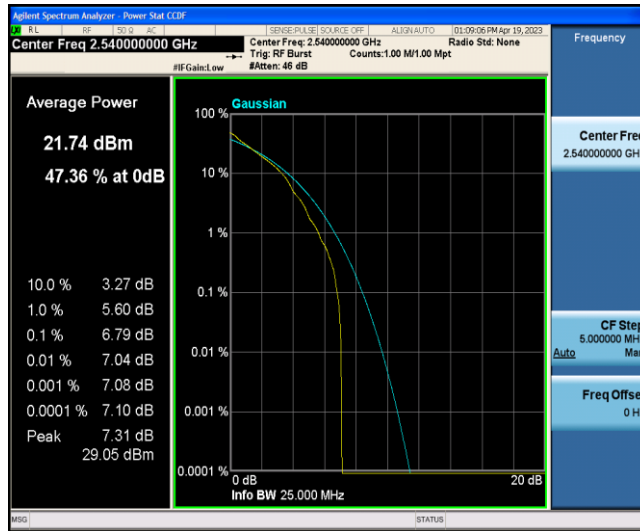 Agilent Spectrum Analyzer - Power Stat CCDF
RL RF 50 Ω AC SENSE:PULSE SOURCE OFF ALIGN AUTO 01:09:06 PM Apr 19, 2023
Center Freq 2.540000000 GHz
Center Freq: 2.540000000 GHz Radio Std: None
Trig: RF Burst Counts:1.00 M/1.00 Mpt
#IFGain:Low #Atten: 46 dB
Frequency
Average Power
21.74 dBm
47.36 % at 0dB
10.0 % 3.27 dB
1.0 % 5.60 dB
0.1 % 6.79 dB
0.01 % 7.04 dB
0.001 % 7.08 dB
0.0001 % 7.10 dB
Peak 7.31 dB
29.05 dBm
Gaussian
100 %
10 %
1 %
0.1 %
0.01 %
0.001 %
0.0001 %
0 dB 20 dB
Info BW 25.000 MHz
Center Fre
2.540000000 GH
CF Step
5.000000 MH
Auto Ma
Freq Offse
0 H
MSG STATUS